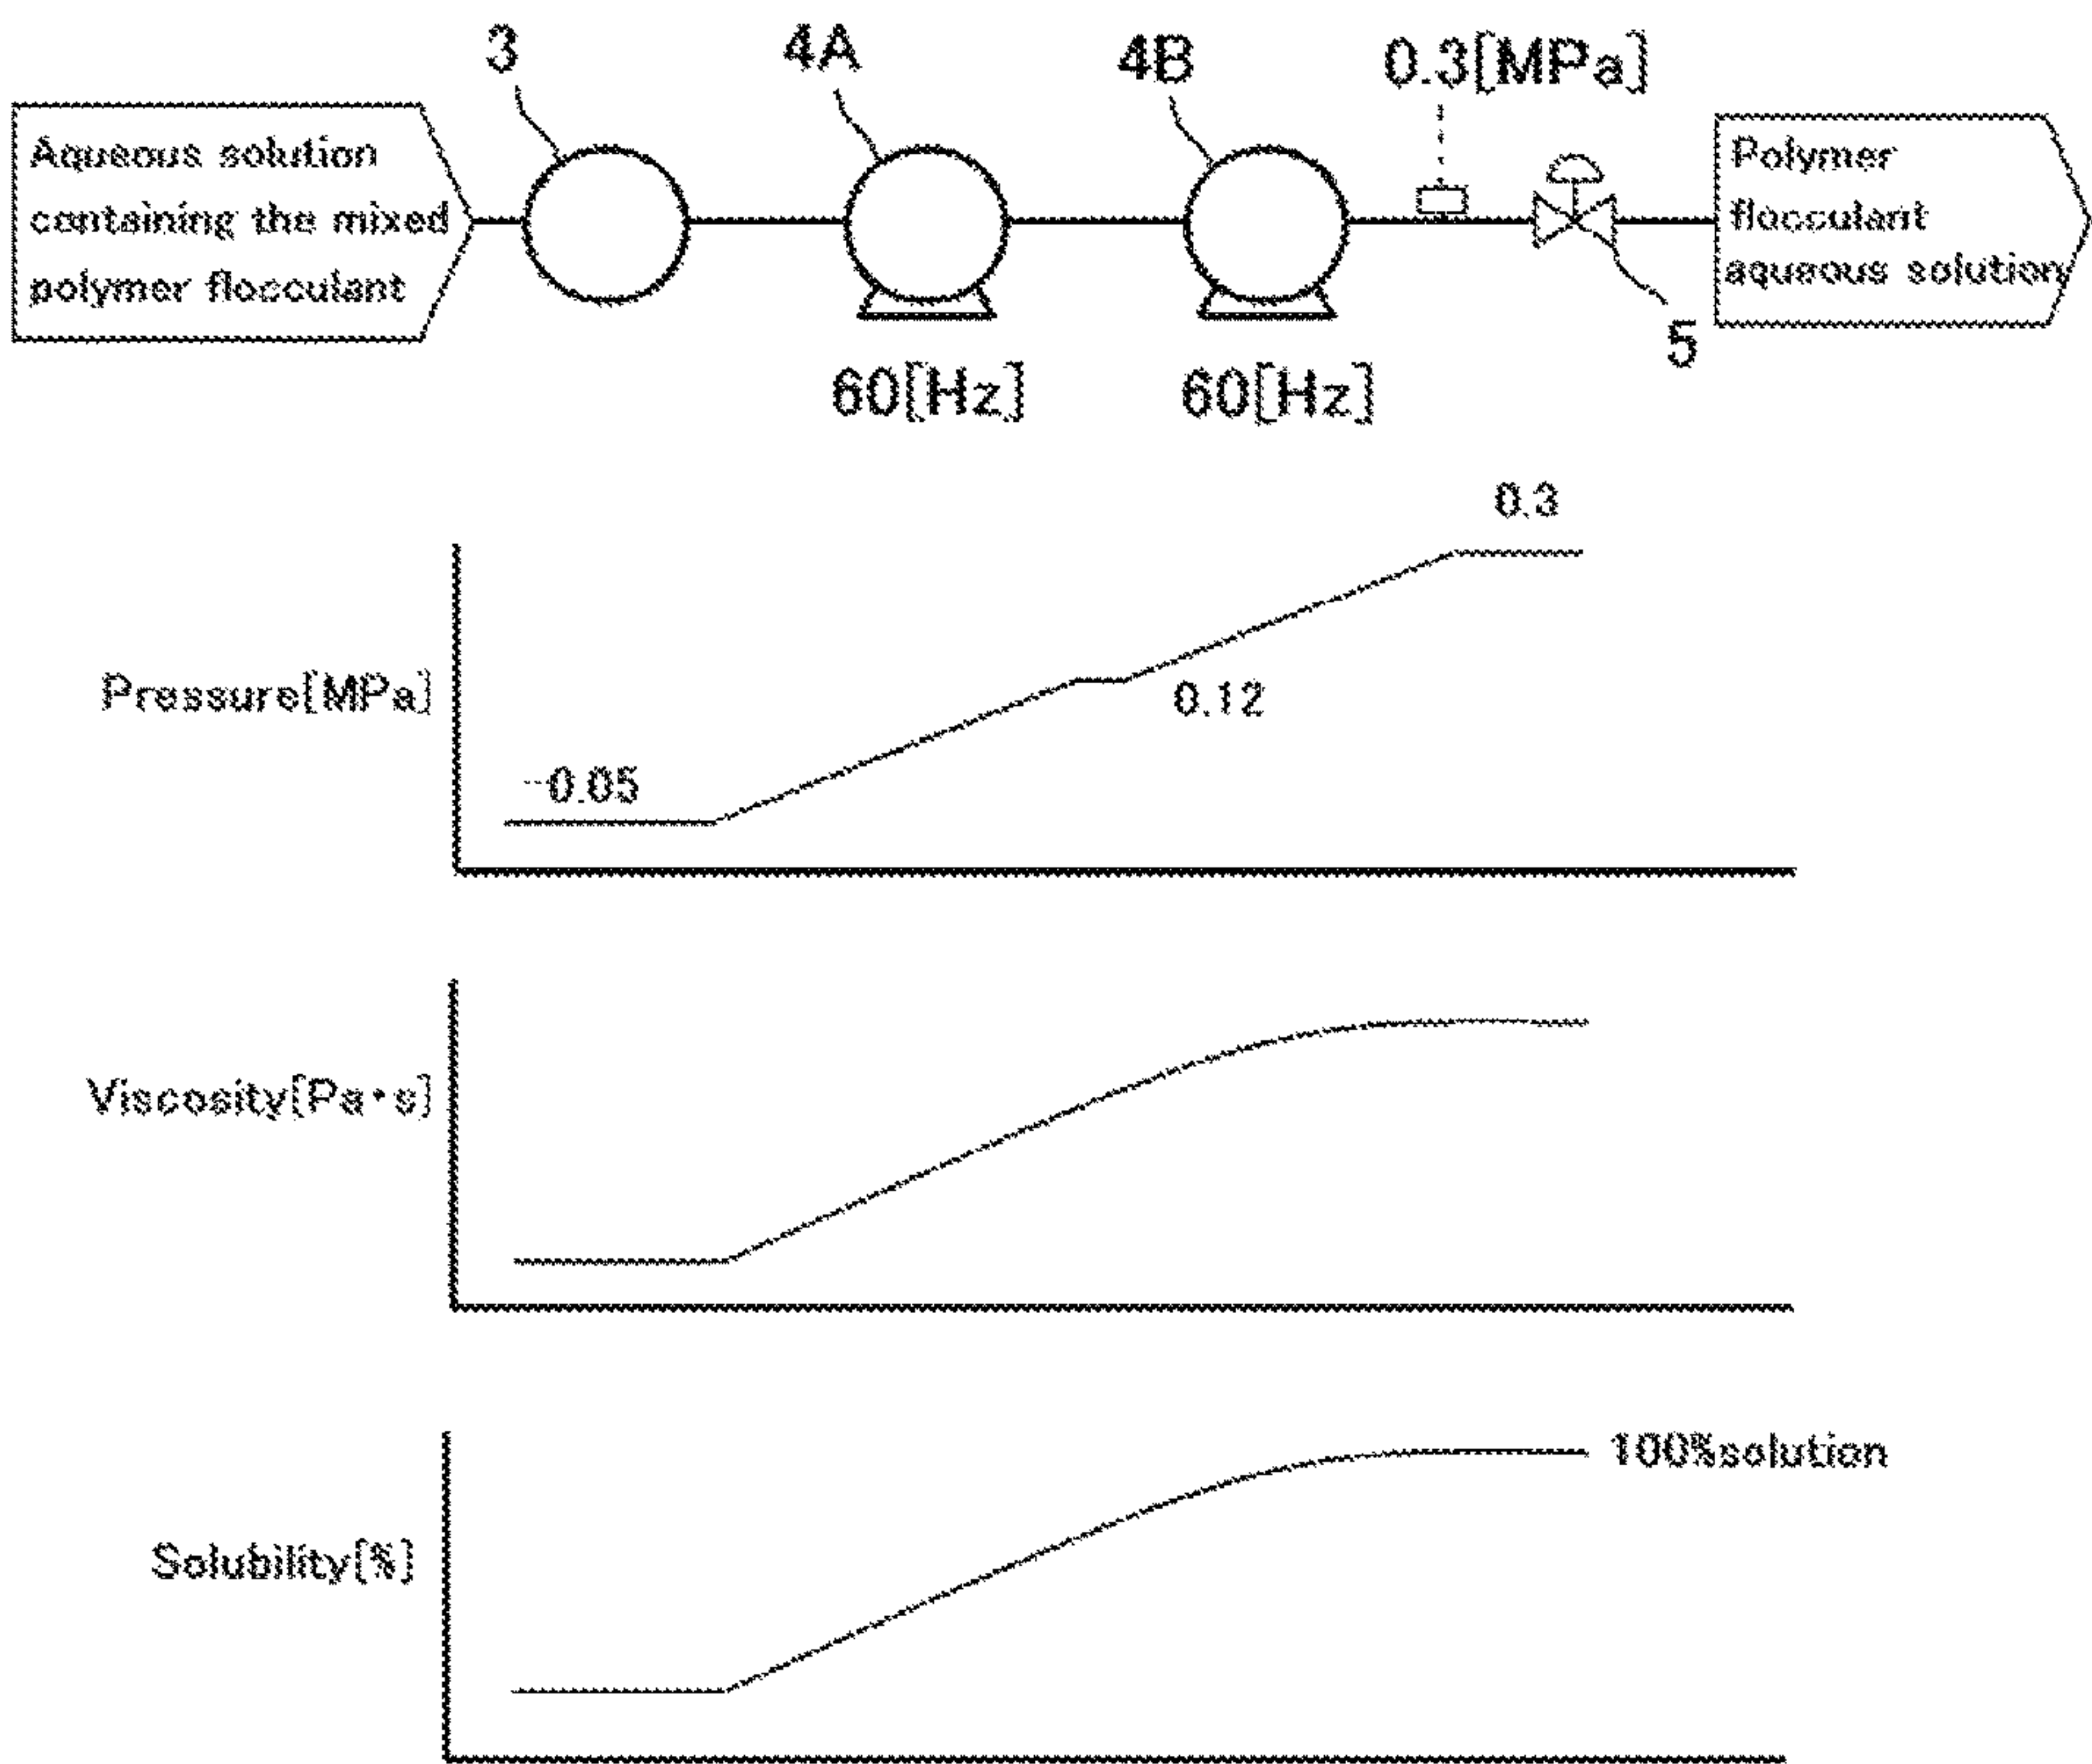 3
4A
4B
0.3[MPa]
Aqueous solution
containing the mixed
polymer flocculant
Polymer
flocculant
aqueous solution
5
60[Hz]
60[Hz]
0.3
Pressure[MPa]
0.12
-0.05
Viscosity[Pa·s]
100%solution
Solubility[%]